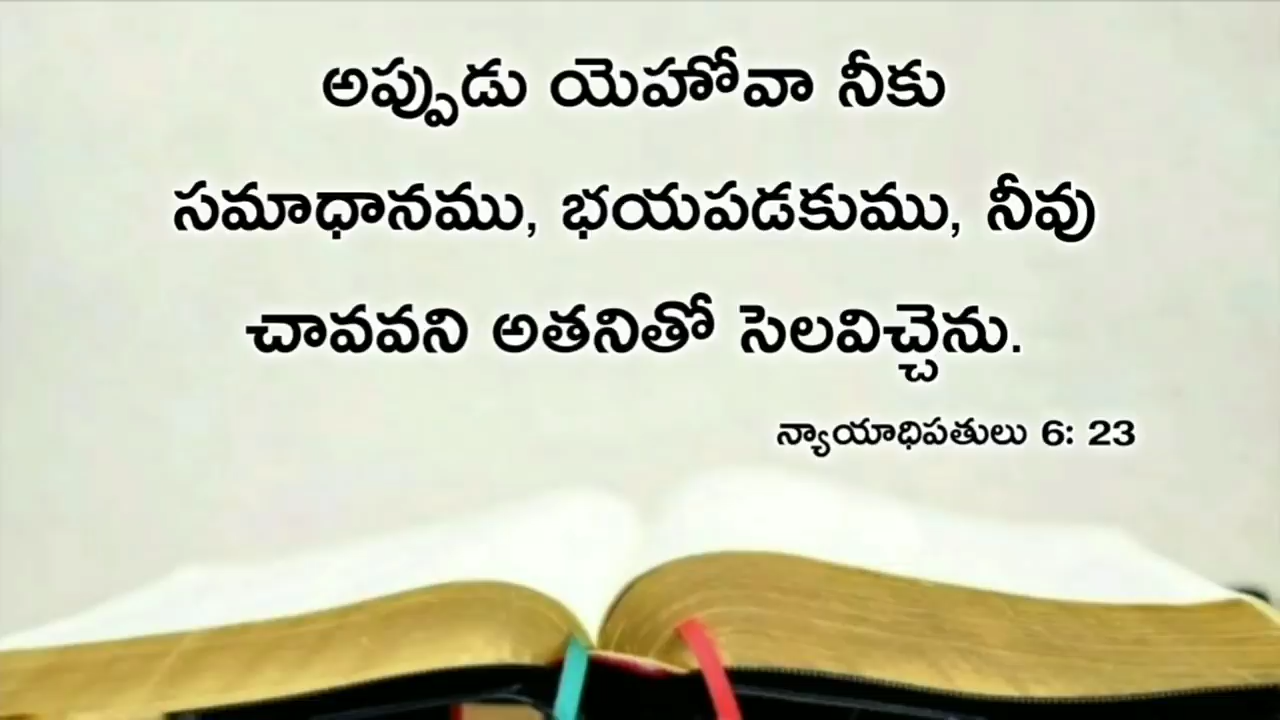 అప్పుడు యెహోవా నీకు
సమాధానము, భయపడకుము, నీవు
చావవని అతనితో సెలవిచ్చెను.
న్యాయాధిపతులు 6: 23